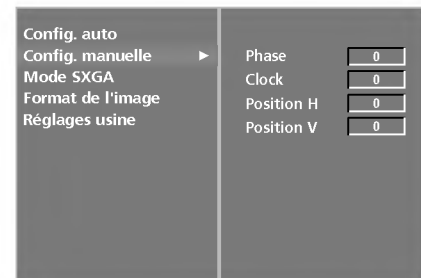 Config. auto
Config. manuelle ►
Mode SXGA
Format de l'image
Réglages usine
Phase 0
Clock 0
Position H 0
Position V 0